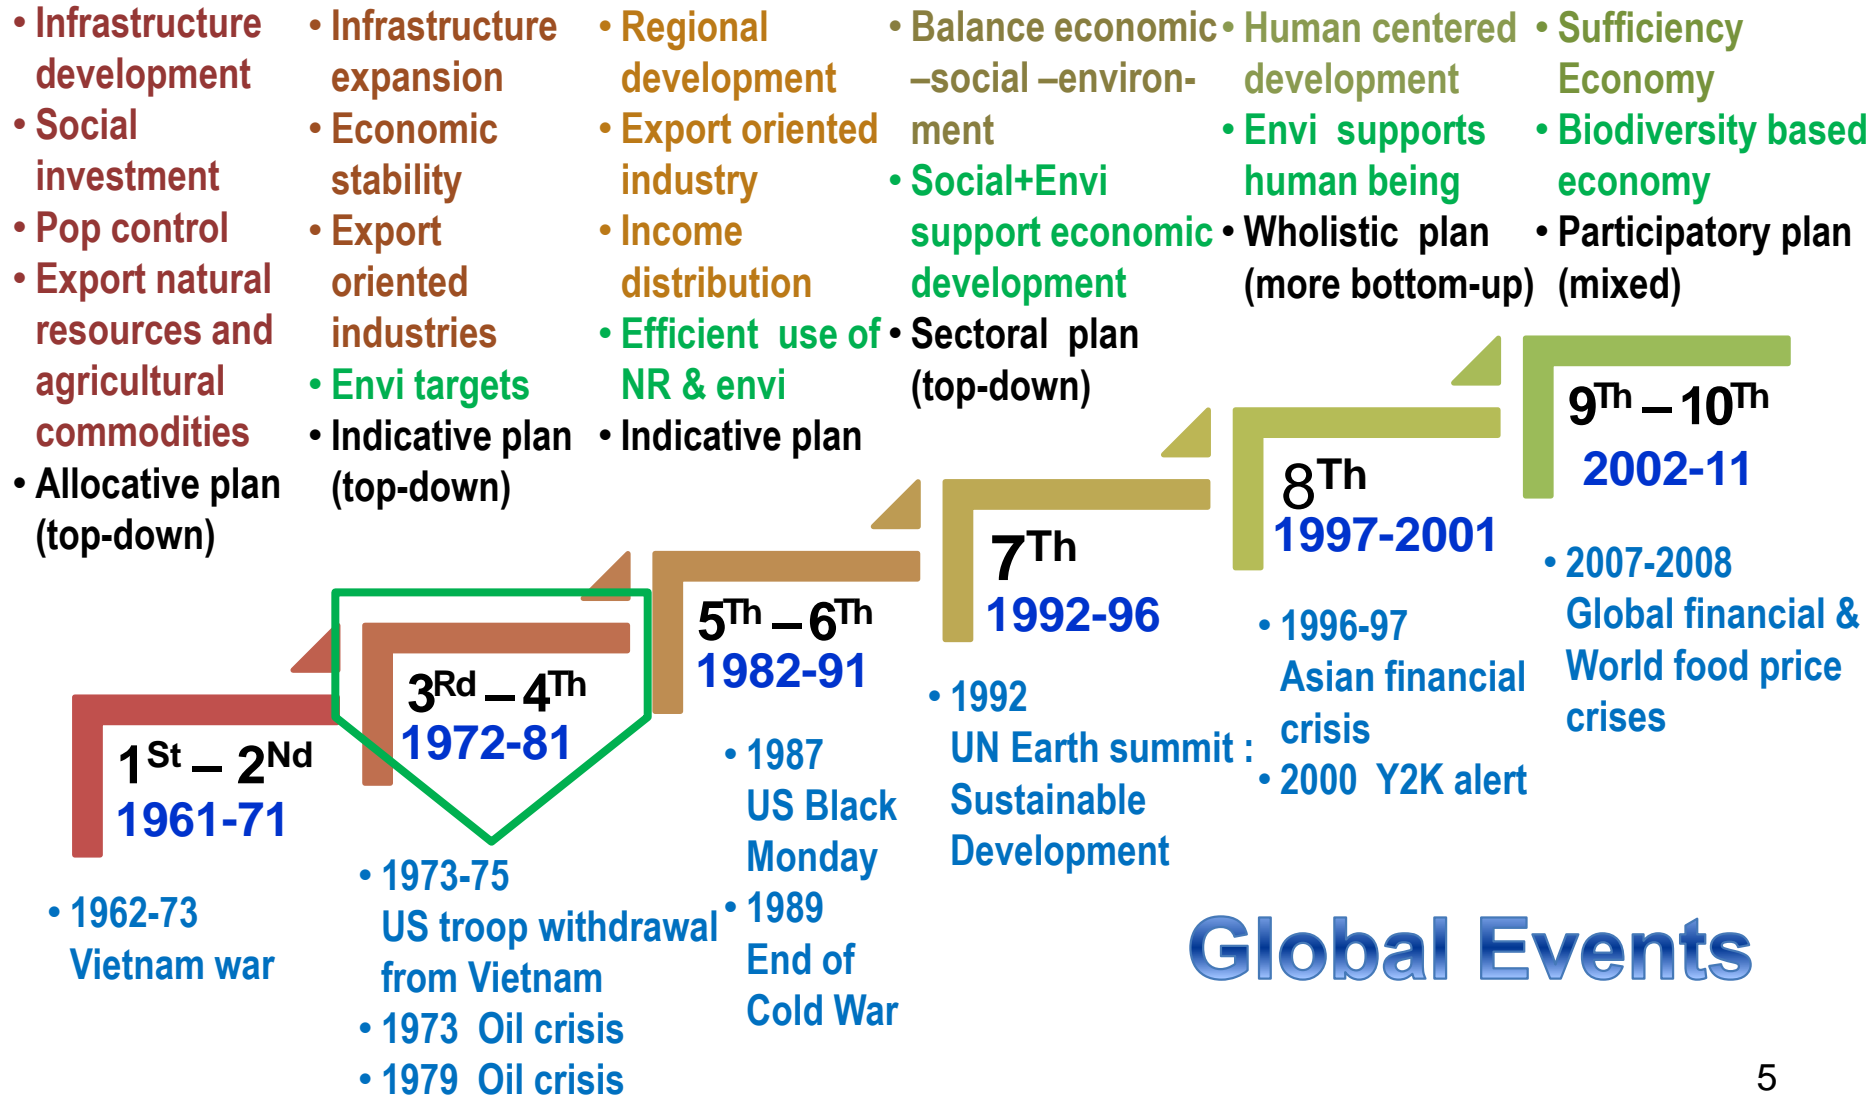 • Infrastructure
development
• Social
investment
• Pop control
• Export natural
resources and
agricultural
commodities
• Allocative plan
(top-down)
• Infrastructure
expansion
• Economic
stability
• Export
oriented
industries
• Envi targets
• Indicative plan
(top-down)
• Regional
development
• Export oriented
industry
• Income
distribution
• Efficient use of
NR & envi
• Indicative plan
• Balance economic
–social –environ-
ment
• Social+Envi
support economic
development
• Sectoral plan
(top-down)
• Human centered
development
• Envi supports
human being
• Wholistic plan
(more bottom-up)
• Sufficiency
Economy
• Biodiversity based
economy
• Participatory plan
(mixed)
1St – 2Nd
1961-71
3Rd – 4Th
1972-81
5Th – 6Th
1982-91
7Th
1992-96
8Th
1997-2001
9Th – 10Th
2002-11
• 1962-73
Vietnam war
• 1973-75
US troop withdrawal
from Vietnam
• 1973 Oil crisis
• 1979 Oil crisis
• 1987
US Black
Monday
• 1989
End of
Cold War
• 1992
UN Earth summit :
Sustainable
Development
• 1996-97
Asian financial
crisis
• 2000 Y2K alert
• 2007-2008
Global financial &
World food price
crises
Global Events
5